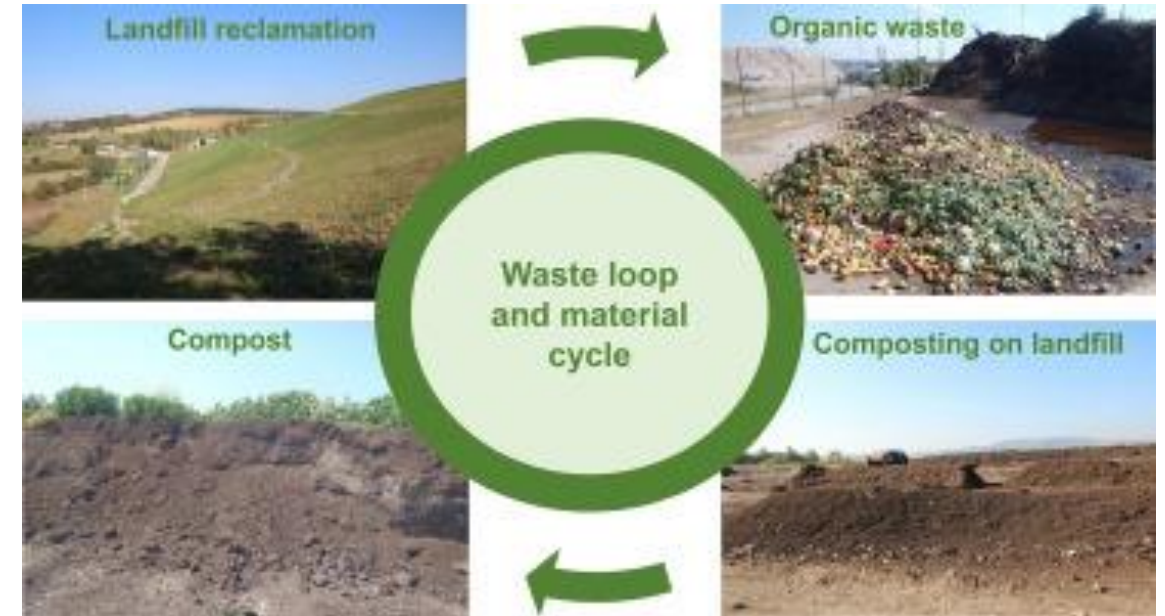 Landfill reclamation
Organic waste
Waste loop
and material
cycle
Compost
Composting on landfill